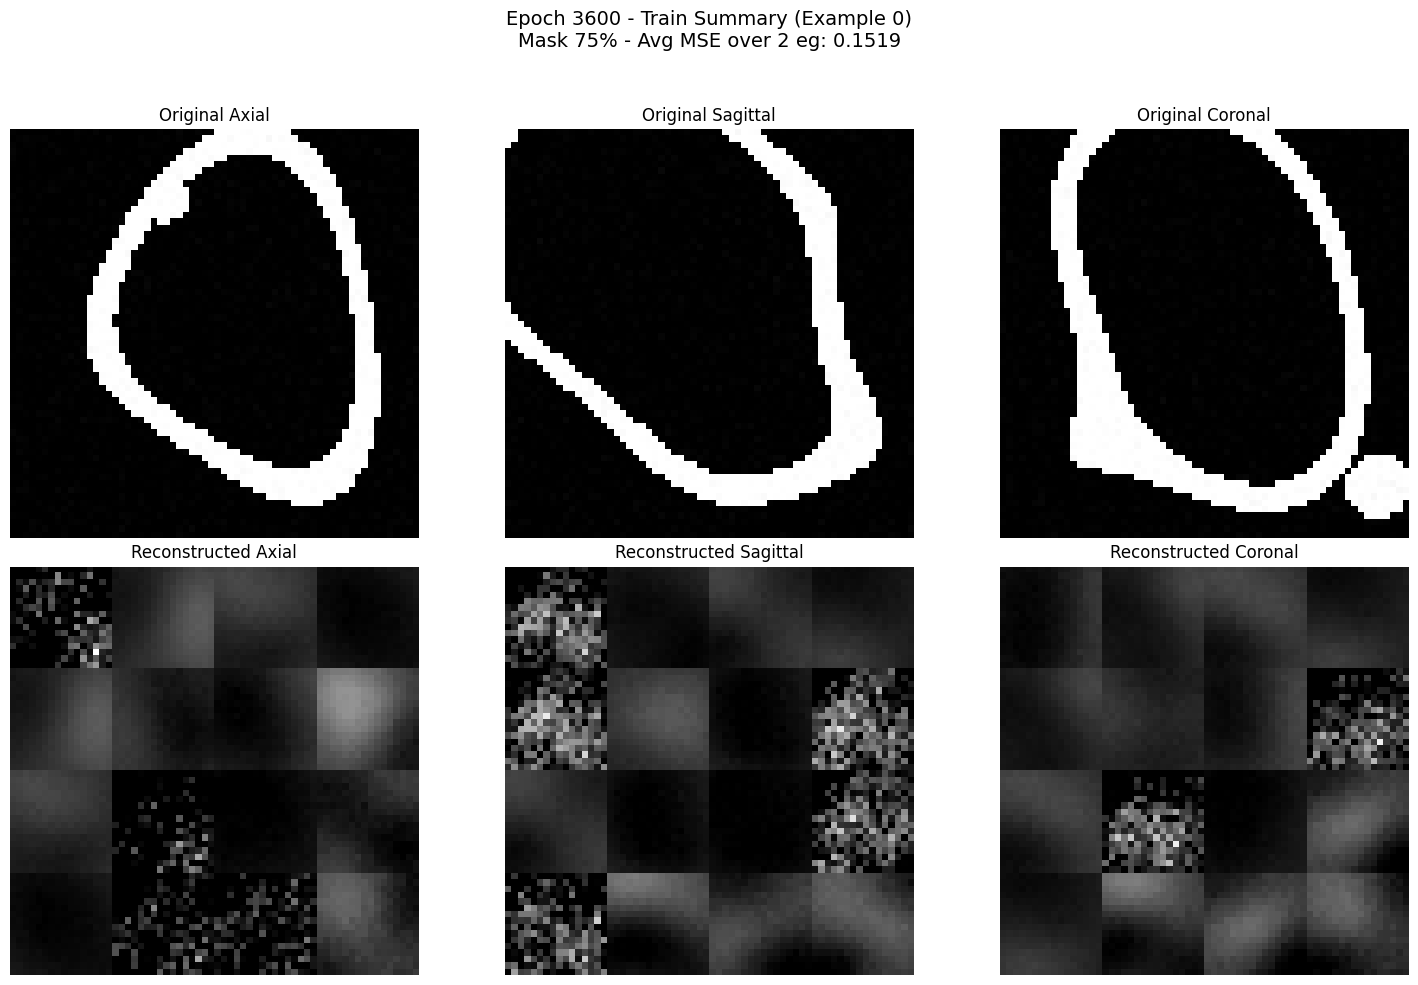 Epoch 3600 - Train Summary (Example 0)
Mask 75% - Avg MSE over 2 eg: 0.1519
Original Axial
Original Sagittal
Original Coronal
Reconstructed Axial
Reconstructed Sagittal
Reconstructed Coronal